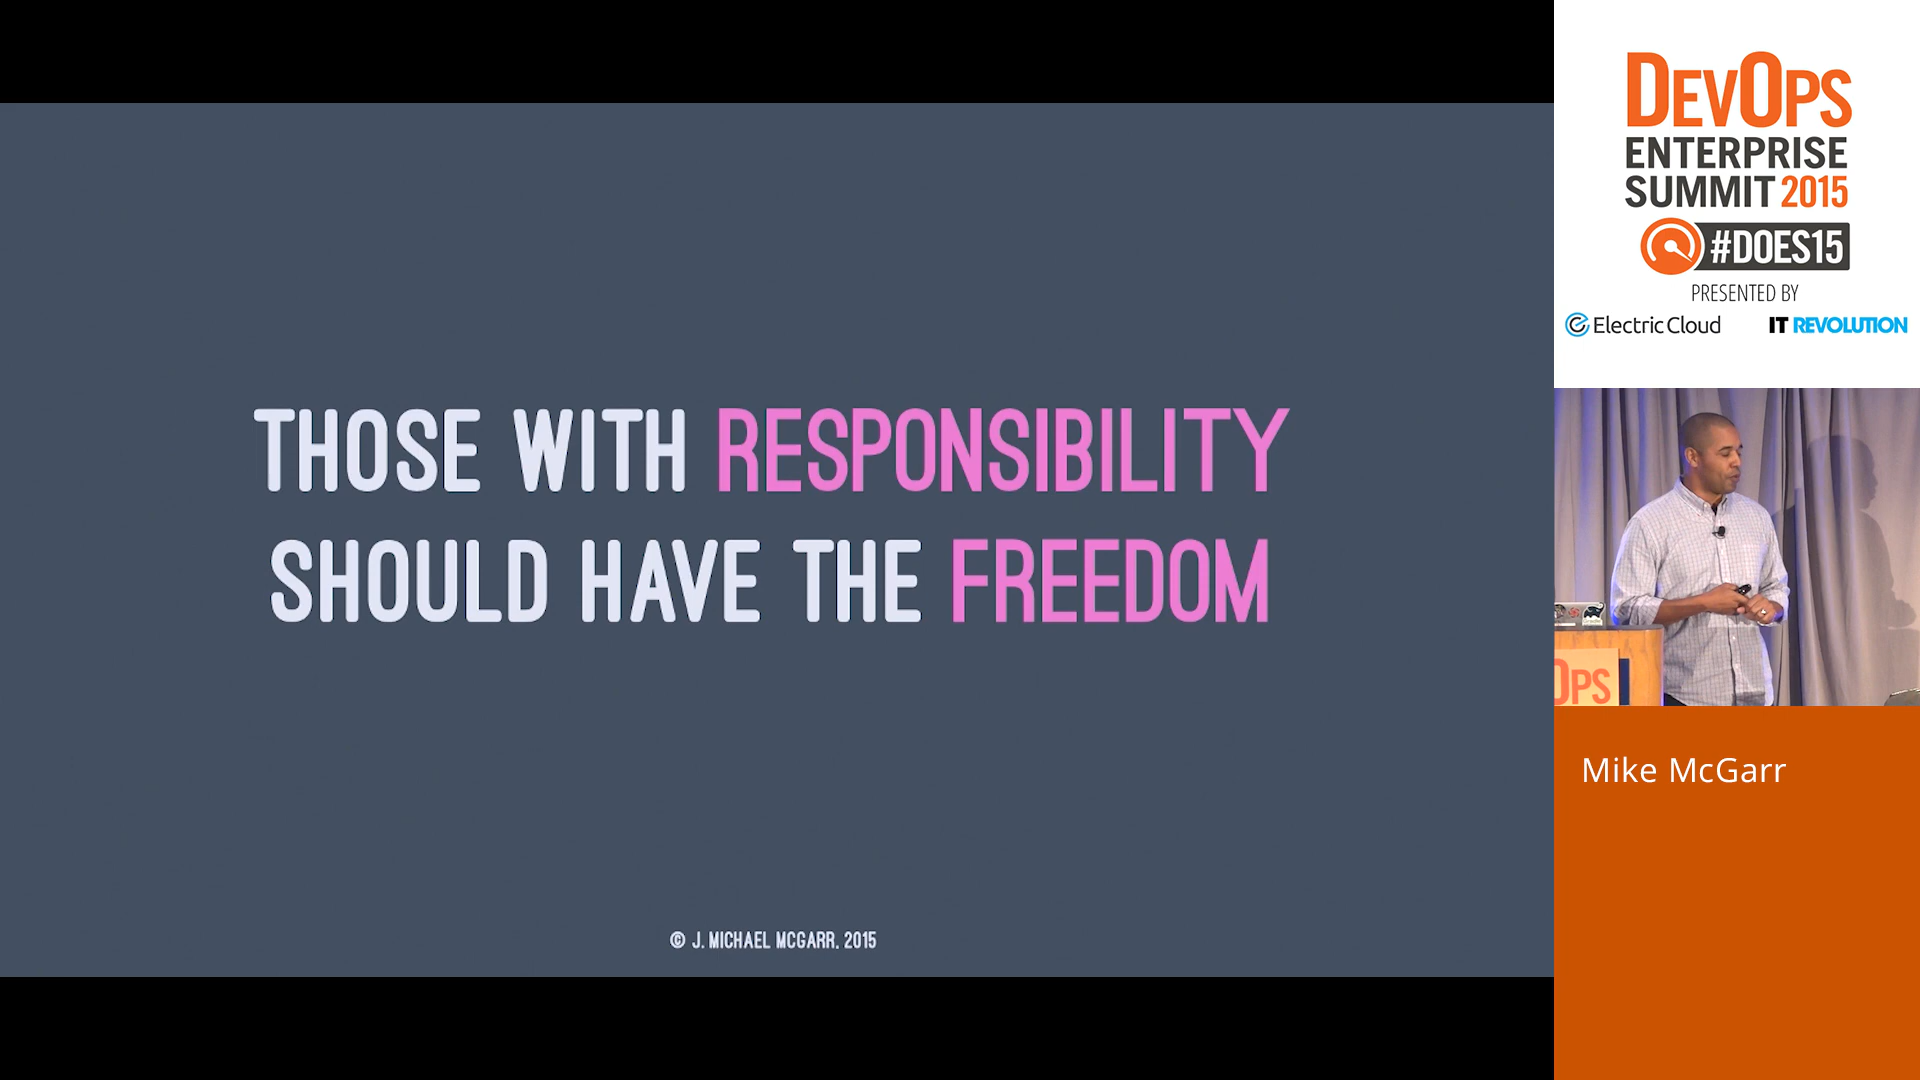 THOSE WITH RESPONSIBILITY
SHOULD HAVE THE FREEDOM
© J. MICHAEL MCGARR, 2015
DEVOPS
ENTERPRISE
SUMMIT 2015
#DOES15
PRESENTED BY
Electric Cloud
IT REVOLUTION
OPS
Mike McGarr